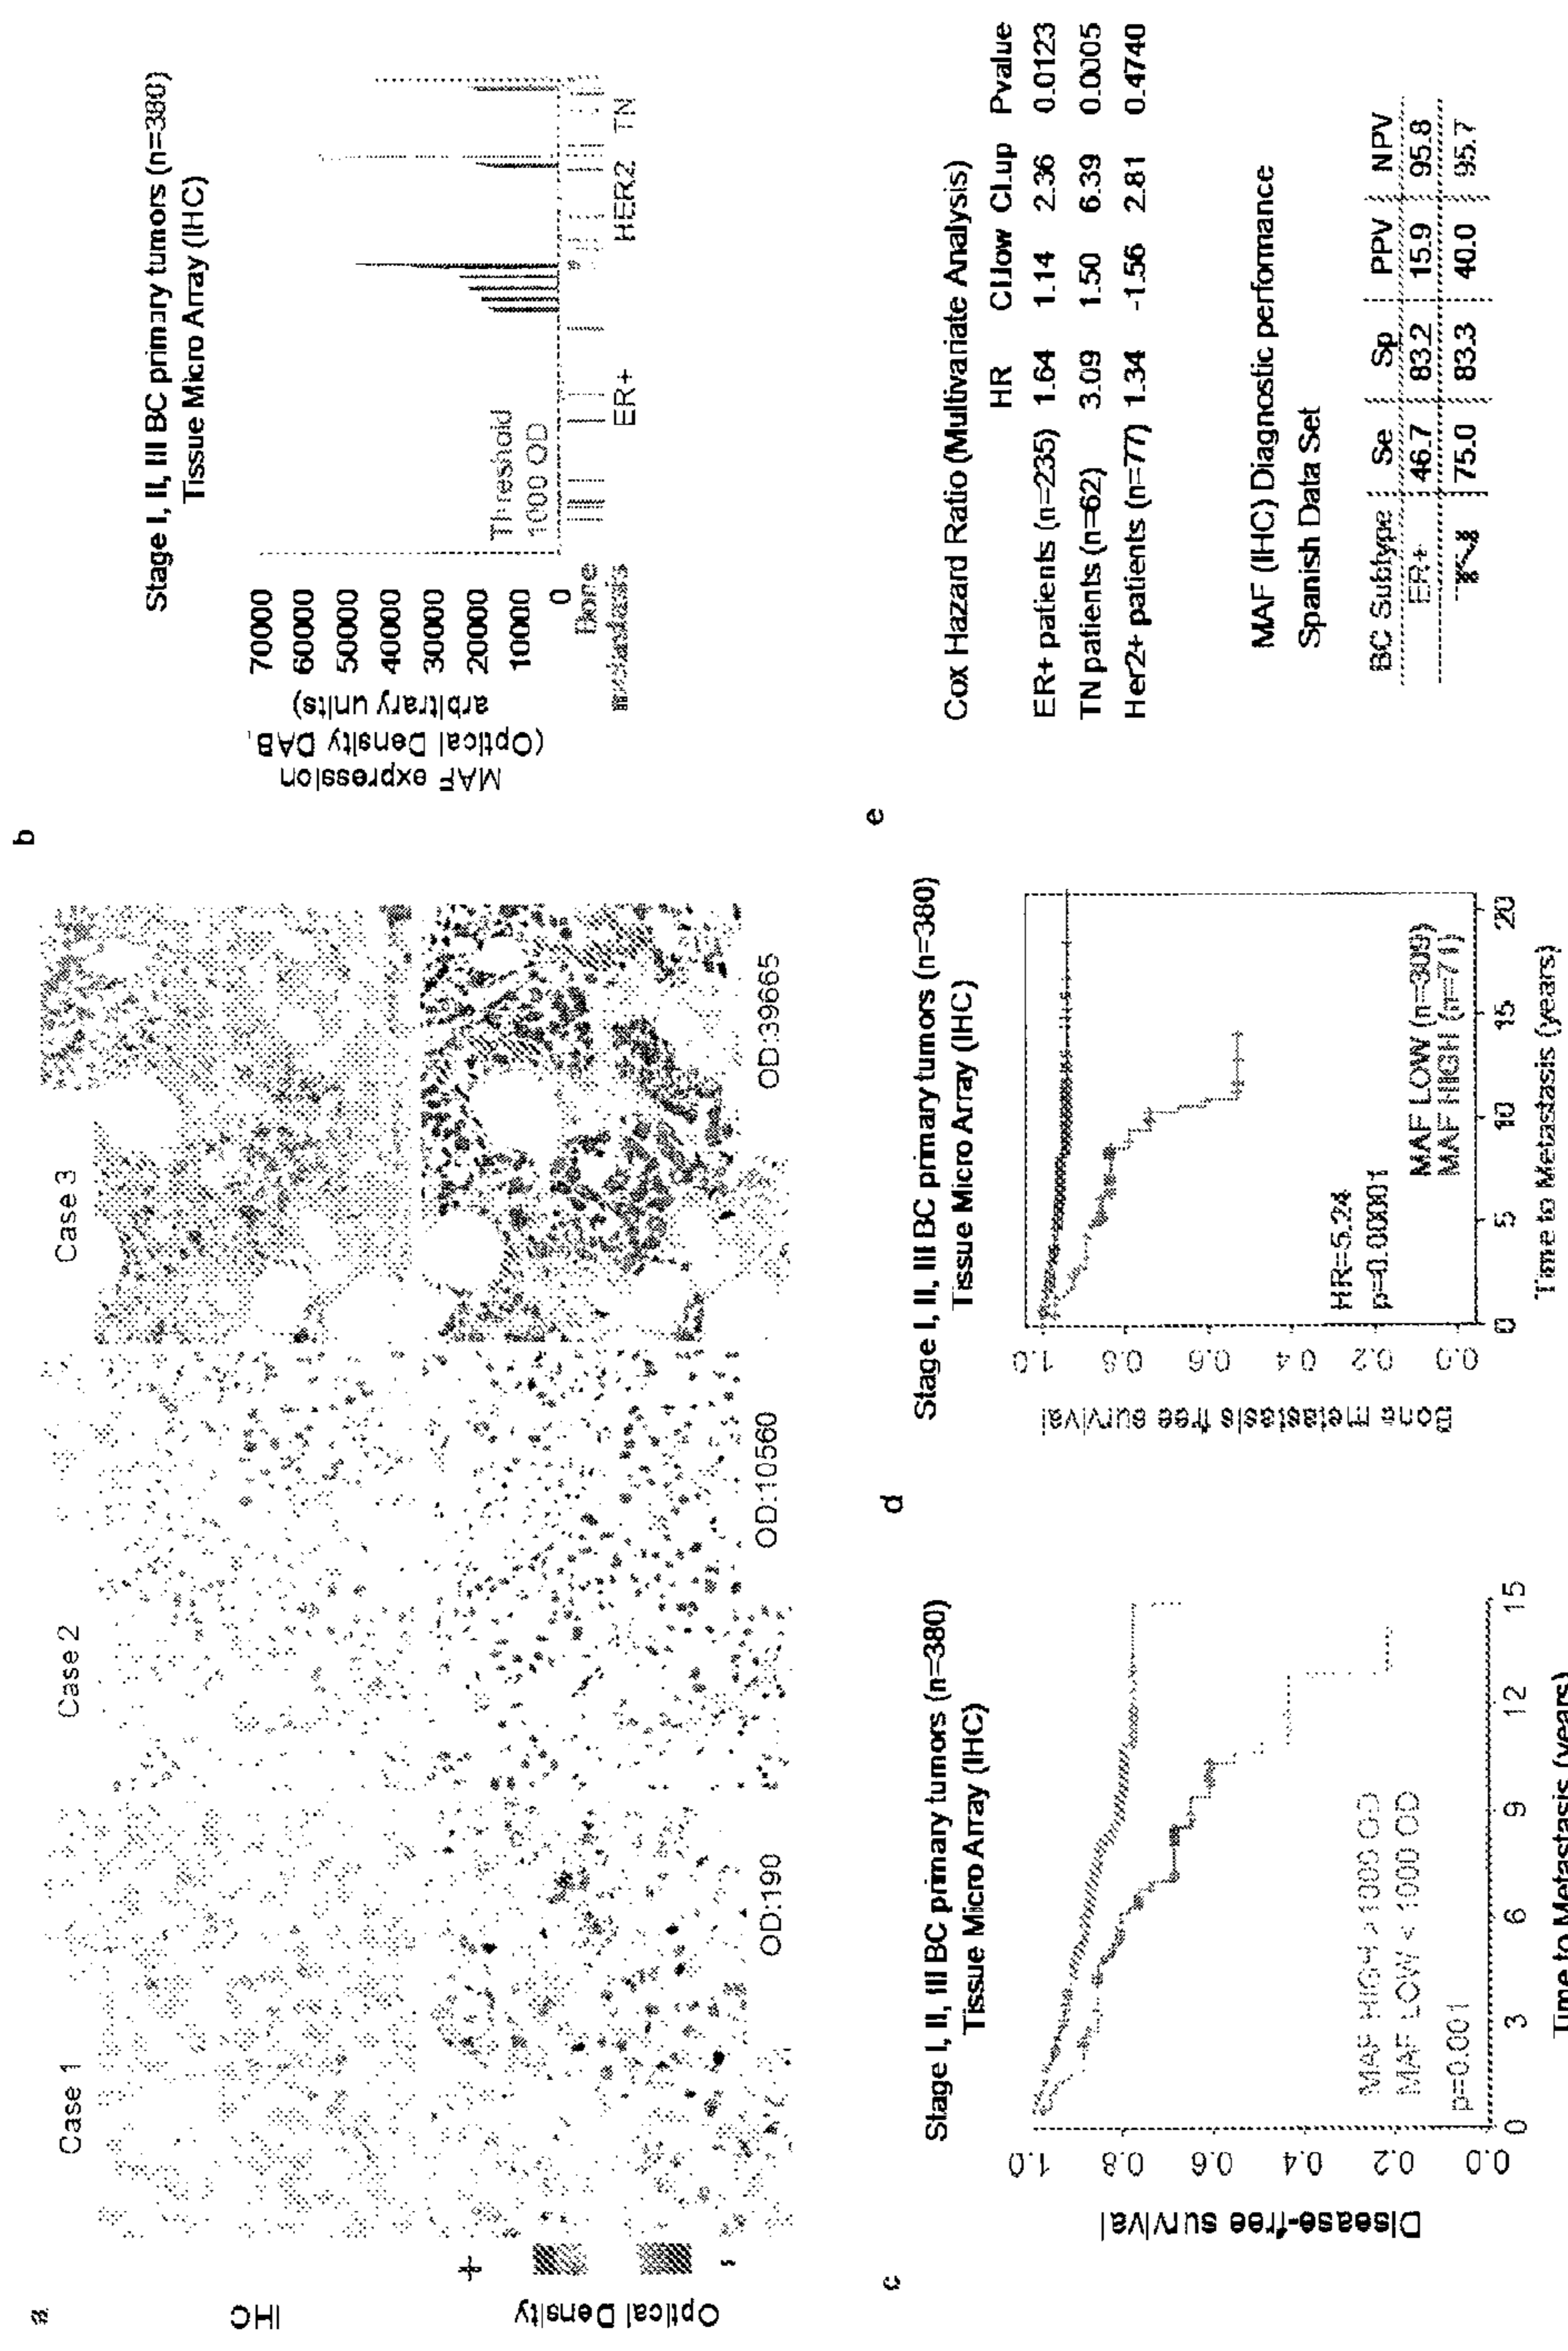 a
Case 1
Case 2
Case 3
IHC
Optical Density
+
-
OD:190
OD:10560
OD:39665
b
Stage I, II, III BC primary tumors (n=380)
Tissue Micro Array (IHC)
MAF expression
(Optical Density DAB,
arbitrary units)
70000
60000
50000
40000
30000
20000
10000
0
Threshold
1000 OD
Bone
metastasis
ER+
HER2
TN
c
Stage I, II, III BC primary tumors (n=380)
Tissue Micro Array (IHC)
Disease-free survival
1.0
0.8
0.6
0.4
0.2
0.0
MAF HIGH >1000 OD
MAF LOW < 1000 OD
p=0.001
0 3 6 9 12 15
Time to Metastasis (years)
d
Stage I, II, III BC primary tumors (n=380)
Tissue Micro Array (IHC)
Bone metastasis free survival
1.0
0.8
0.6
0.4
0.2
0.0
HR=5.24
p=0.00001
MAF LOW (n=309)
MAF HIGH (n=71)
0 5 10 15 20
Time to Metastasis (years)
e
Cox Hazard Ratio (Multivariate Analysis)
HR CI.low CI.up Pvalue
ER+ patients (n=235) 1.64 1.14 2.36 0.0123
TN patients (n=62) 3.09 1.50 6.39 0.0005
Her2+ patients (n=77) 1.34 -1.56 2.81 0.4740
MAF (IHC) Diagnostic performance
Spanish Data Set
BC Subtype Se Sp PPV NPV
ER+ 46.7 83.2 15.9 95.8
75.0 83.3 40.0 95.7